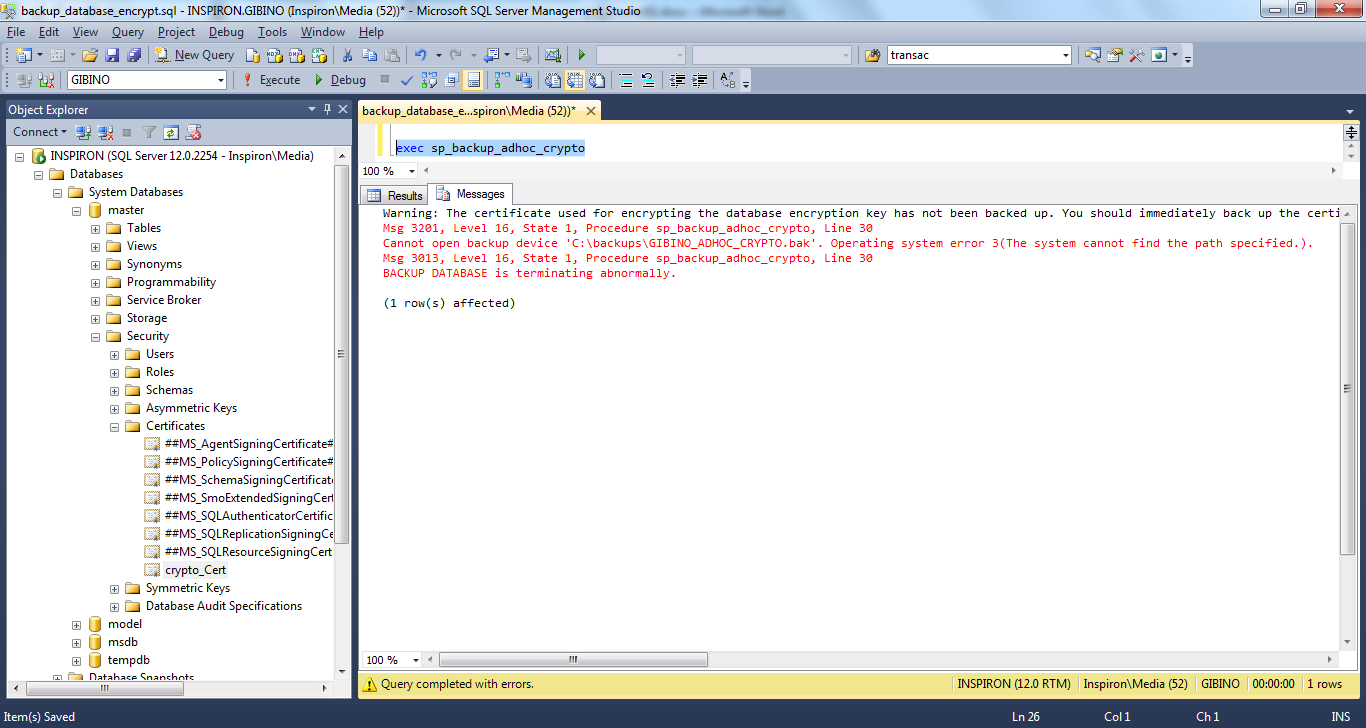 backup_database_encrypt.sql - INSPIRON.GIBINO (Inspiron\Media (52))* - Microsoft SQL Server Management Studio
File Edit View Query Project Debug Tools Window Help
New Query transac
GIBINO Execute Debug
Object Explorer
Connect
INSPIRON (SQL Server 12.0.2254 - Inspiron\Media)
Databases
System Databases
master
Tables
Views
Synonyms
Programmability
Service Broker
Storage
Security
Users
Roles
Schemas
Asymmetric Keys
Certificates
##MS_AgentSigningCertificate#
##MS_PolicySigningCertificate#
##MS_SchemaSigningCertificat
##MS_SmoExtendedSigningCert
##MS_SQLAuthenticatorCertific
##MS_SQLReplicationSigningCe
##MS_SQLResourceSigningCert
crypto_Cert
Symmetric Keys
Database Audit Specifications
model
msdb
tempdb
Database Snapshots
backup_database_e...spiron\Media (52))*
exec sp_backup_adhoc_crypto
100 %
Results Messages
Warning: The certificate used for encrypting the database encryption key has not been backed up. You should immediately back up the certi
Msg 3201, Level 16, State 1, Procedure sp_backup_adhoc_crypto, Line 30
Cannot open backup device 'C:\backups\GIBINO_ADHOC_CRYPTO.bak'. Operating system error 3(The system cannot find the path specified.).
Msg 3013, Level 16, State 1, Procedure sp_backup_adhoc_crypto, Line 30
BACKUP DATABASE is terminating abnormally.
(1 row(s) affected)
100 %
Query completed with errors. INSPIRON (12.0 RTM) Inspiron\Media (52) GIBINO 00:00:00 1 rows
Item(s) Saved Ln 26 Col 1 Ch 1 INS